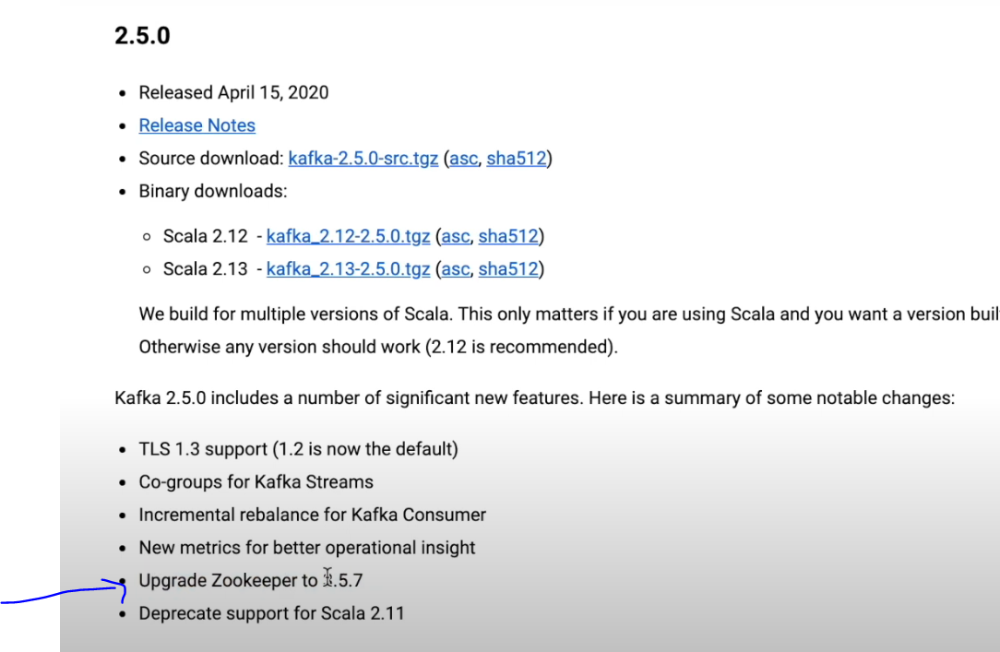 2.5.0
Released April 15, 2020
Release Notes
Source download: kafka-2.5.0-src.tgz (asc, sha512)
Binary downloads:
Scala 2.12 - kafka_2.12-2.5.0.tgz (asc, sha512)
Scala 2.13 - kafka_2.13-2.5.0.tgz (asc, sha512)
We build for multiple versions of Scala. This only matters if you are using Scala and you want a version
Otherwise any version should work (2.12 is recommended).
Kafka 2.5.0 includes a number of significant new features. Here is a summary of some notable changes:
TLS 1.3 support (1.2 is now the default)
Co-groups for Kafka Streams
Incremental rebalance for Kafka Consumer
New metrics for better operational insight
Upgrade Zookeeper to
Deprecate support for Scala 2.11